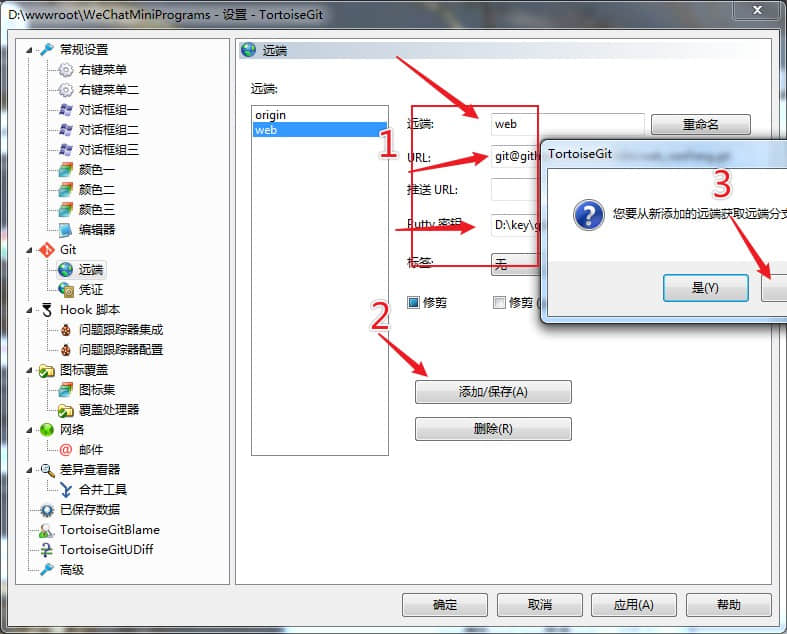 D:\wwwroot\WeChatMiniPrograms - 设置 - TortoiseGit
常规设置
右键菜单
右键菜单二
对话框组一
对话框组二
对话框组三
颜色一
颜色二
颜色三
编辑器
Git
远端
凭证
Hook 脚本
问题跟踪器集成
问题跟踪器配置
图标覆盖
图标集
覆盖处理器
网络
邮件
差异查看器
合并工具
已保存数据
TortoiseGitBlame
TortoiseGitUDiff
高级
远端
远端:
origin
web
1
远端:
web
重命名
URL:
git@gith
推送 URL:
Putty 密钥:
D:\key\g
标签:
无
修剪
修剪 (
2
添加/保存(A)
删除(R)
TortoiseGit
3
您要从新添加的远端获取远端分支
是(Y)
确定
取消
应用(A)
帮助